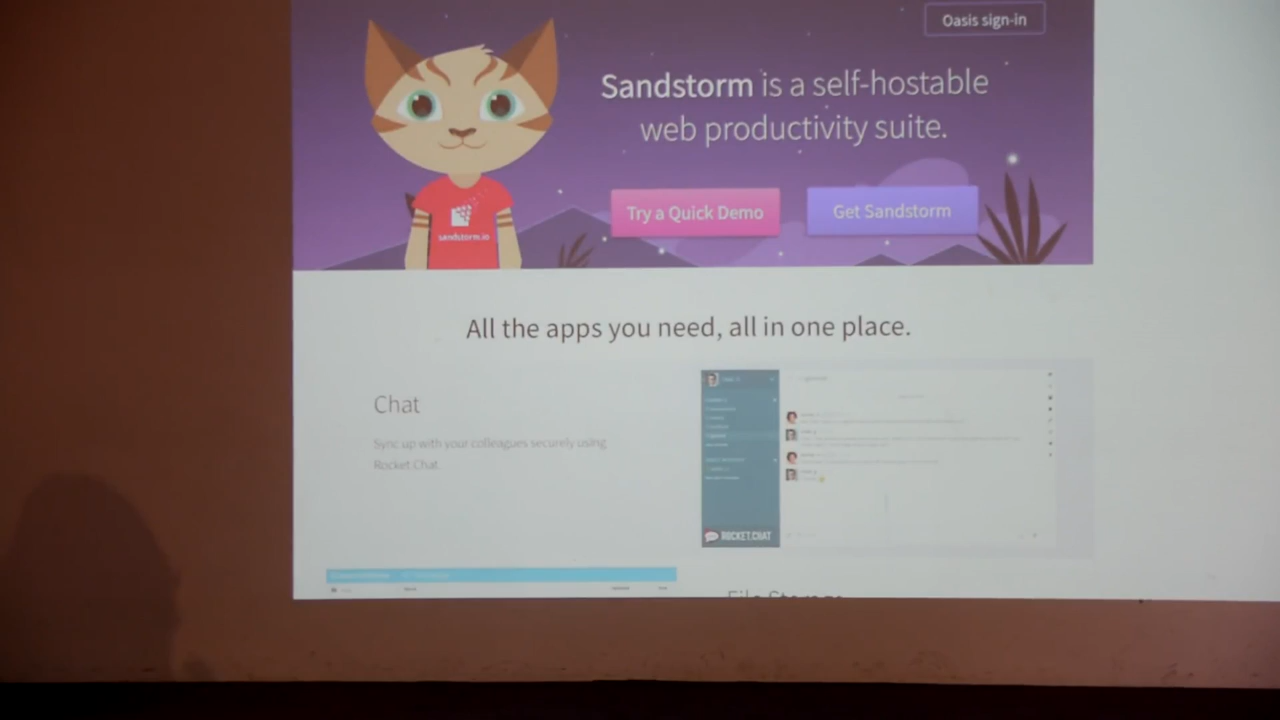 Oasis sign-in
Sandstorm is a self-hostable
web productivity suite.
Try a Quick Demo
Get Sandstorm
sandstorm.io
All the apps you need, all in one place.
Chat
Sync up with your colleagues securely using
Rocket Chat
ROCKET.CHAT
File Storage